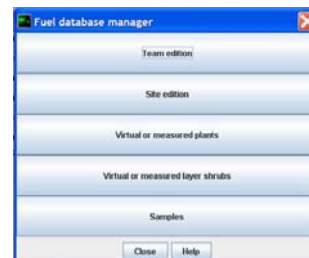 Fuel database manager
Team edition
Site edition
Virtual or measured plants
Virtual or measured layer shrubs
Samples
Close Help